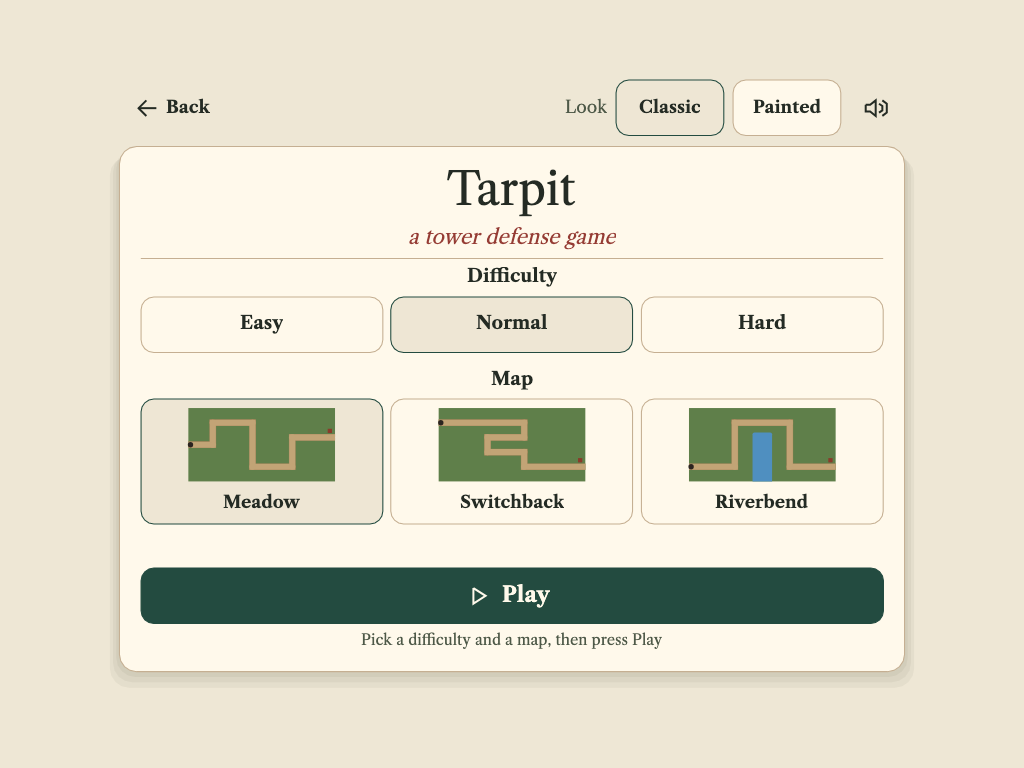 Back
Look Classic Painted
Tarpit
a tower defense game
Difficulty
Easy Normal Hard
Map
Meadow Switchback Riverbend
Play
Pick a difficulty and a map, then press Play